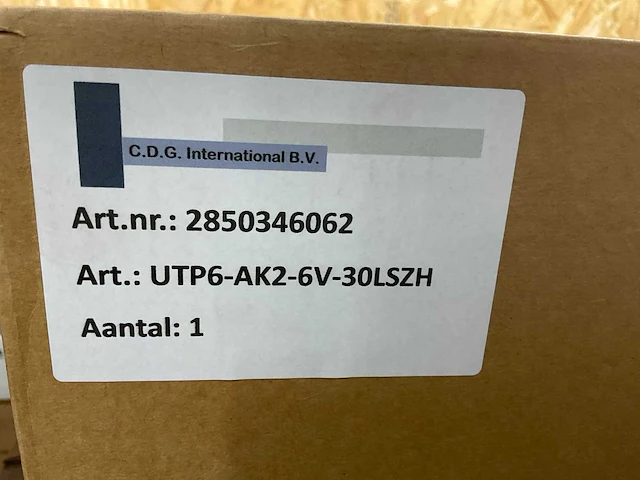 C.D.G. International B.V.
Art.nr.: 2850346062
Art.: UTP6-AK2-6V-30LSZH
Aantal: 1